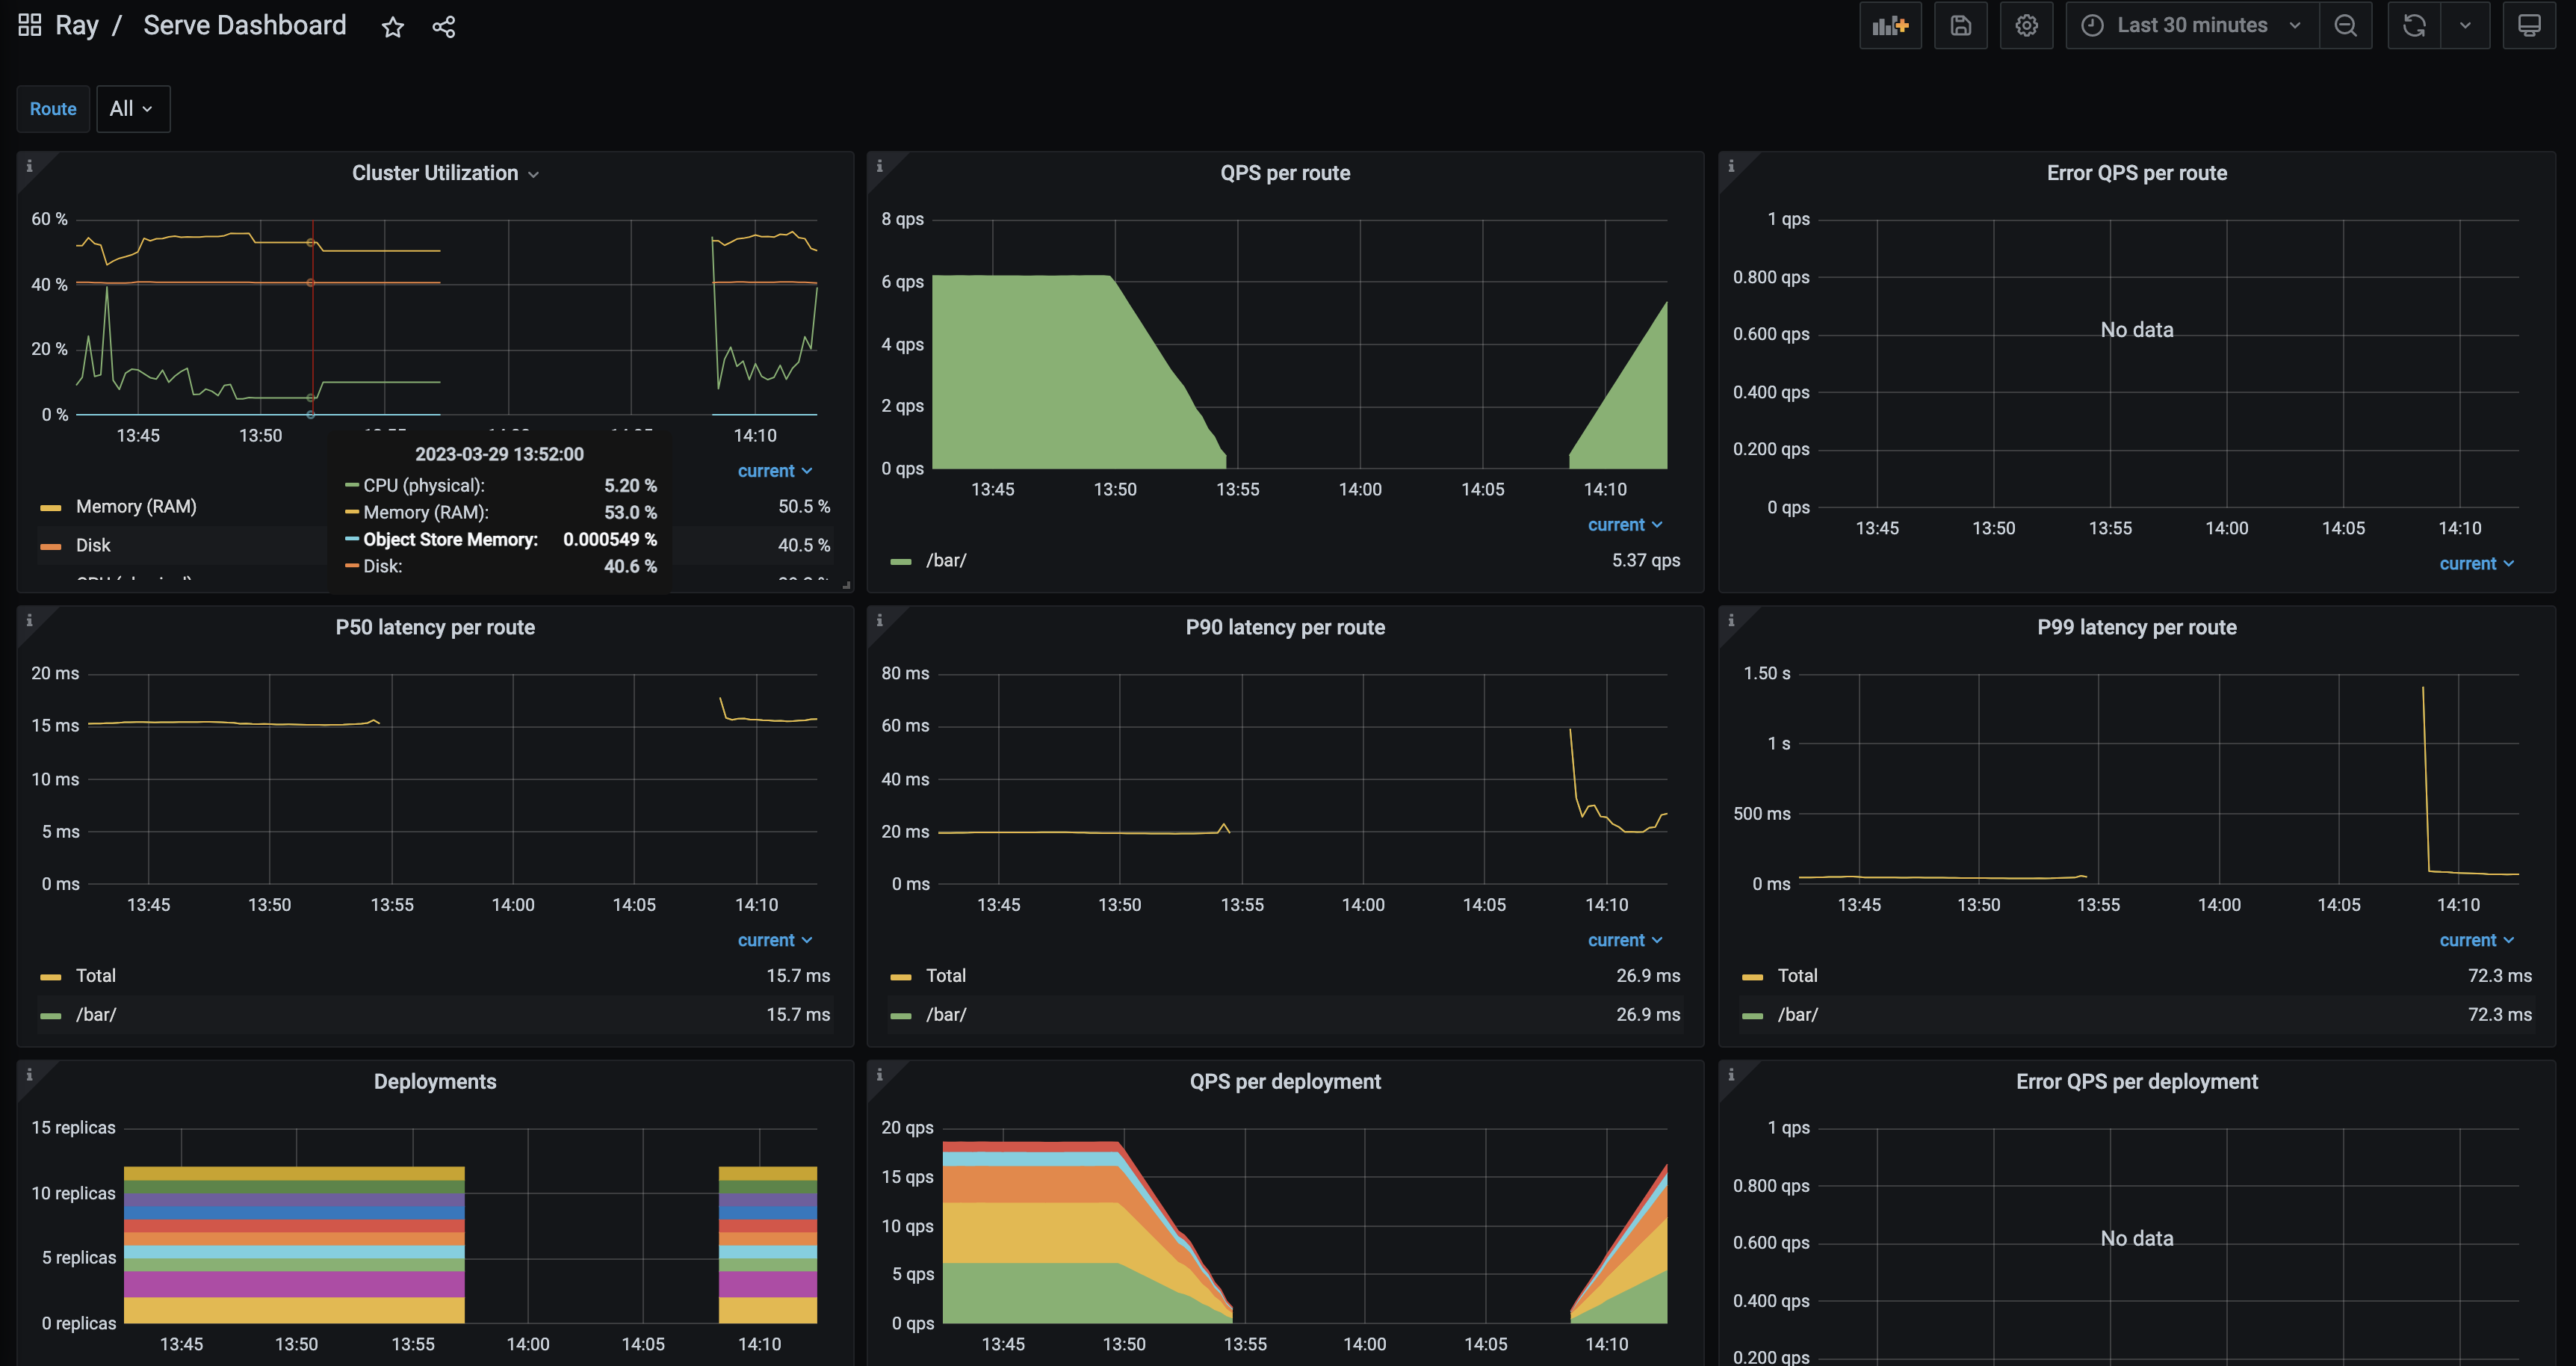 Ray / Serve Dashboard
Last 30 minutes
Route All
Cluster Utilization
60 %
40 %
20 %
0 %
13:45 13:50 14:10
2023-03-29 13:52:00
CPU (physical): 5.20 %
Memory (RAM): 53.0 %
Object Store Memory: 0.000549 %
Disk: 40.6 %
current
Memory (RAM) 50.5 %
Disk 40.5 %
QPS per route
8 qps
6 qps
4 qps
2 qps
0 qps
13:45 13:50 13:55 14:00 14:05 14:10
current
/bar/ 5.37 qps
Error QPS per route
1 qps
0.800 qps
0.600 qps
0.400 qps
0.200 qps
0 qps
No data
13:45 13:50 13:55 14:00 14:05 14:10
current
P50 latency per route
20 ms
15 ms
10 ms
5 ms
0 ms
13:45 13:50 13:55 14:00 14:05 14:10
current
Total 15.7 ms
/bar/ 15.7 ms
P90 latency per route
80 ms
60 ms
40 ms
20 ms
0 ms
13:45 13:50 13:55 14:00 14:05 14:10
current
Total 26.9 ms
/bar/ 26.9 ms
P99 latency per route
1.50 s
1 s
500 ms
0 ms
13:45 13:50 13:55 14:00 14:05 14:10
current
Total 72.3 ms
/bar/ 72.3 ms
Deployments
15 replicas
10 replicas
5 replicas
0 replicas
13:45 13:50 13:55 14:00 14:05 14:10
QPS per deployment
20 qps
15 qps
10 qps
5 qps
0 qps
13:45 13:50 13:55 14:00 14:05 14:10
Error QPS per deployment
1 qps
0.800 qps
0.600 qps
0.400 qps
0.200 qps
No data